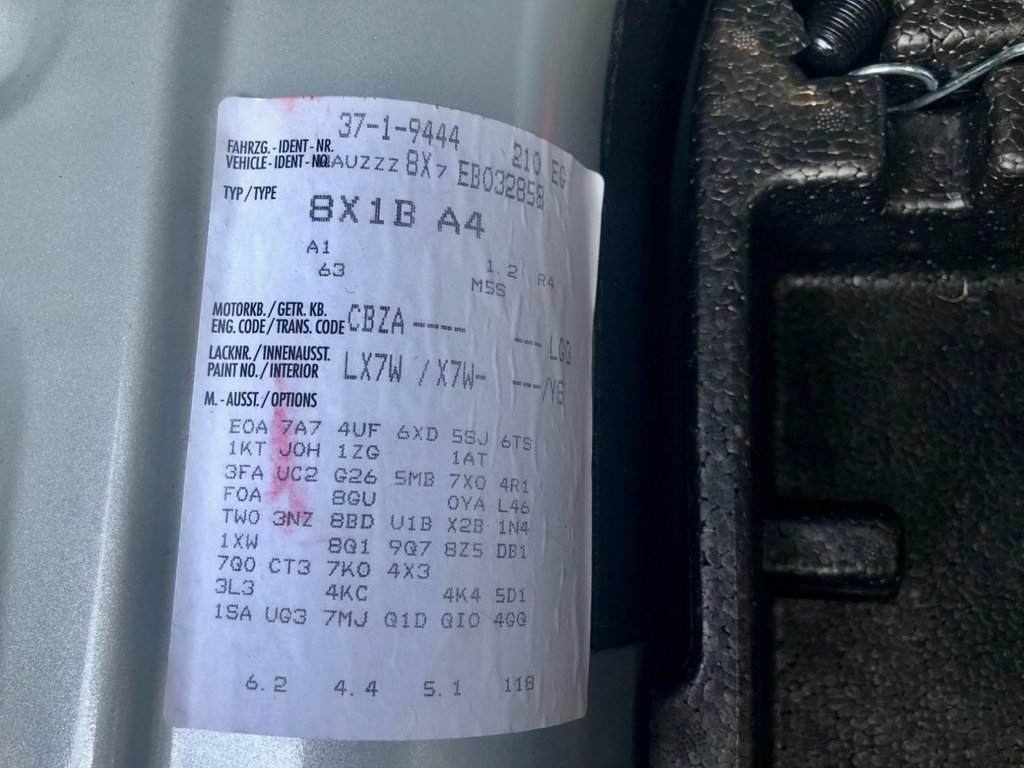 37-1-9444 210 EG
FAHRZG.-IDENT-NR.
VEHICLE-IDENT-NO. WAUZZZ8X7EB032858
TYP/TYPE 8X1B A4
A1
63 1.2 R4
M5S
MOTORKB./GETR. KB.
ENG. CODE/TRANS. CODE CBZA ---- --- LGQ
LACKNR./INNENAUSST.
PAINT NO./INTERIOR LX7W /X7W- ---/YS
M.-AUSST./OPTIONS
E0A 7A7 4UF 6XD 5SJ 6TS
1KT J0H 1ZG 1AT
3FA UC2 G26 5MB 7X0 4R1
F0A 8GU 0YA L46
TW0 3NZ 8BD U1B X2B 1N4
1XW 8Q1 9Q7 8Z5 DB1
7Q0 CT3 7K0 4X3
3L3 4KC 4K4 5D1
1SA UG3 7MJ Q1D QI0 4GQ
6.2 4.4 5.1 118